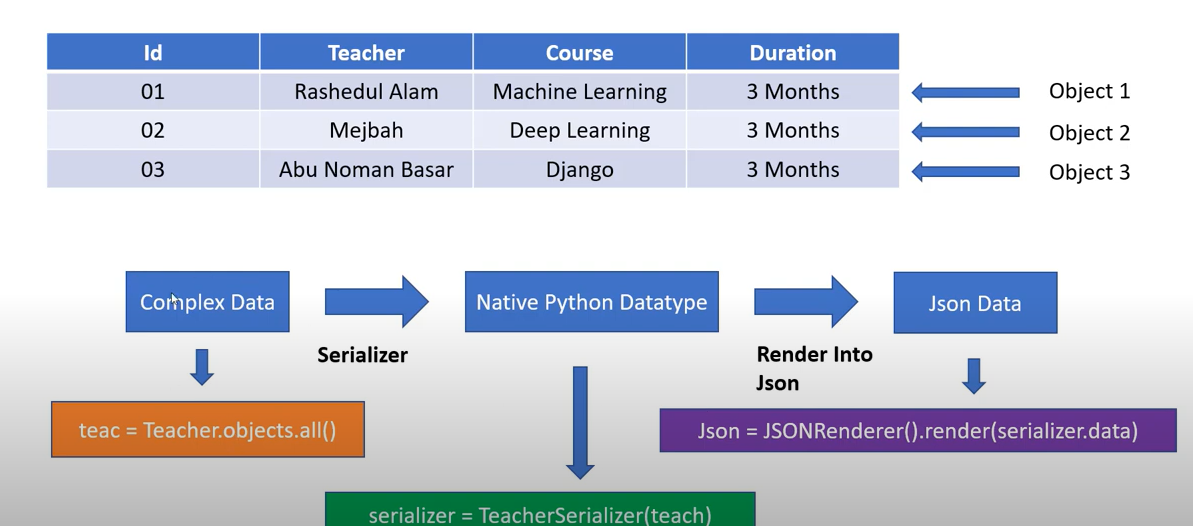 Id Teacher Course Duration
01 Rashedul Alam Machine Learning 3 Months Object 1
02 Mejbah Deep Learning 3 Months Object 2
03 Abu Noman Basar Django 3 Months Object 3
Complex Data Native Python Datatype Json Data
Serializer Render Into
Json
teac = Teacher.objects.all() Json = JSONRenderer().render(serializer.data)
serializer = TeacherSerializer(teach)